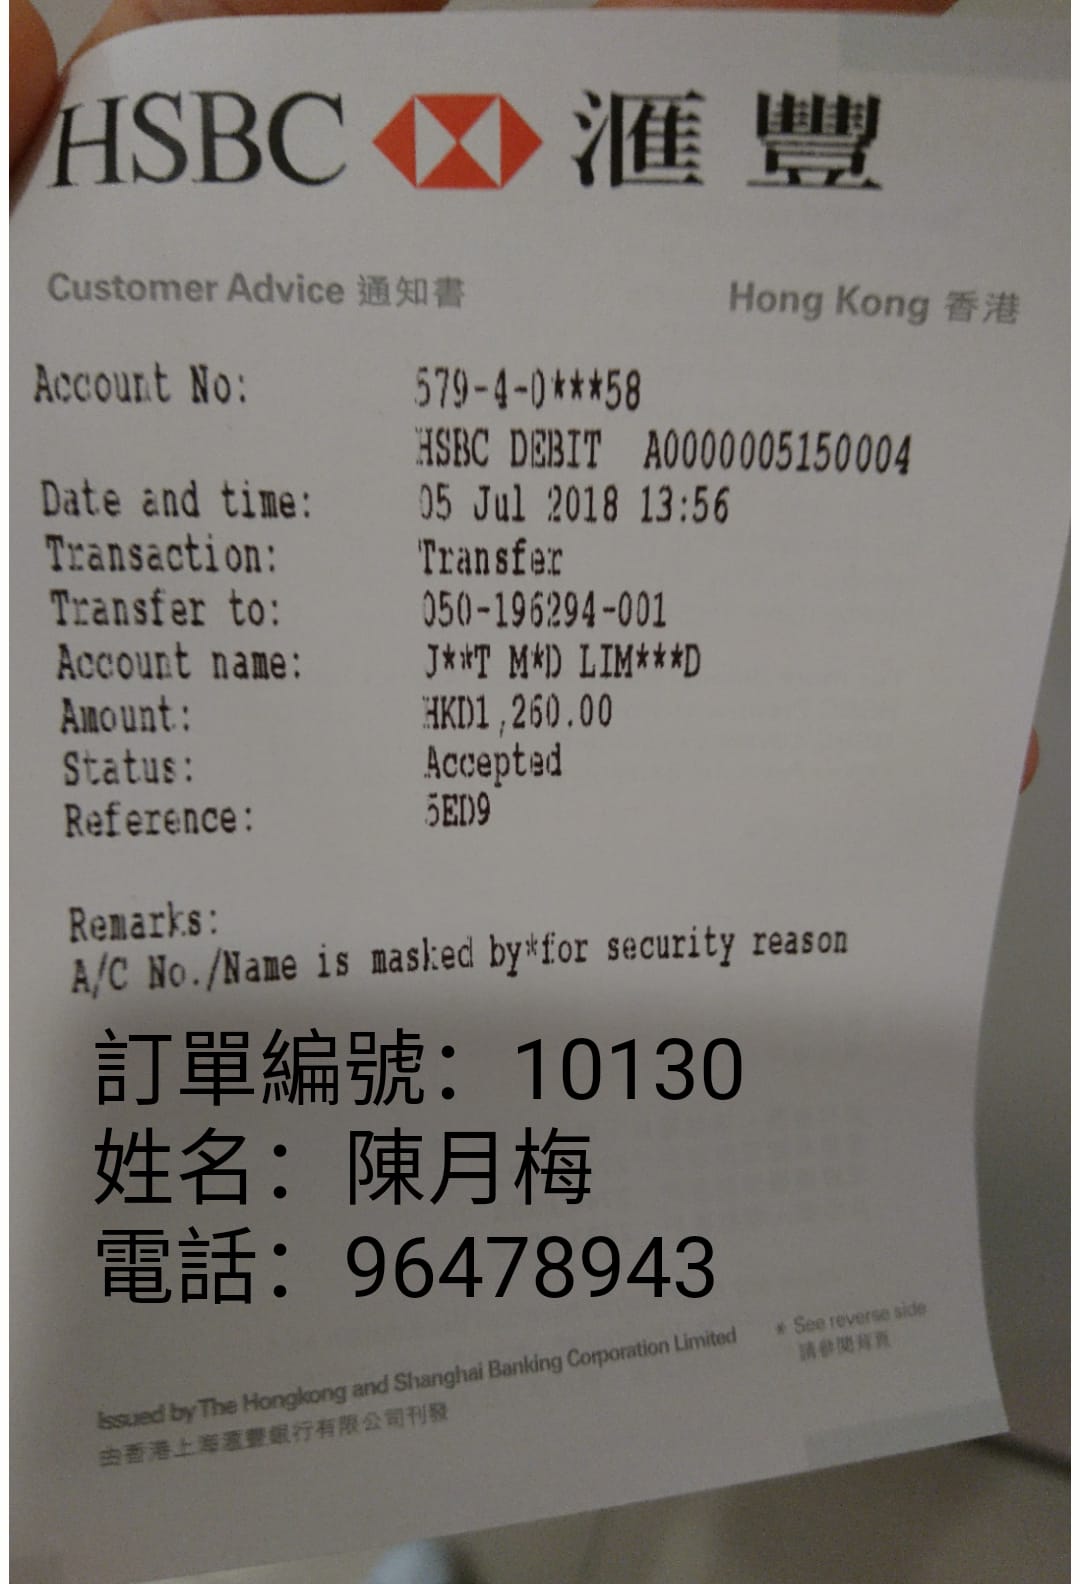 HSBC 滙豐
Customer Advice 通知書 Hong Kong 香港
Account No: 579-4-0***58
HSBC DEBIT A0000005150004
Date and time: 05 Jul 2018 13:56
Transaction: Transfer
Transfer to: 050-196294-001
Account name: J**T M*D LIM***D
Amount: HKD1,260.00
Status: Accepted
Reference: 5ED9
Remarks:
A/C No./Name is masked by*for security reason
訂單編號：10130
姓名：陳月梅
電話：96478943
* See reverse side
請參閱背頁
Issued by The Hongkong and Shanghai Banking Corporation Limited
由香港上海滙豐銀行有限公司刊發